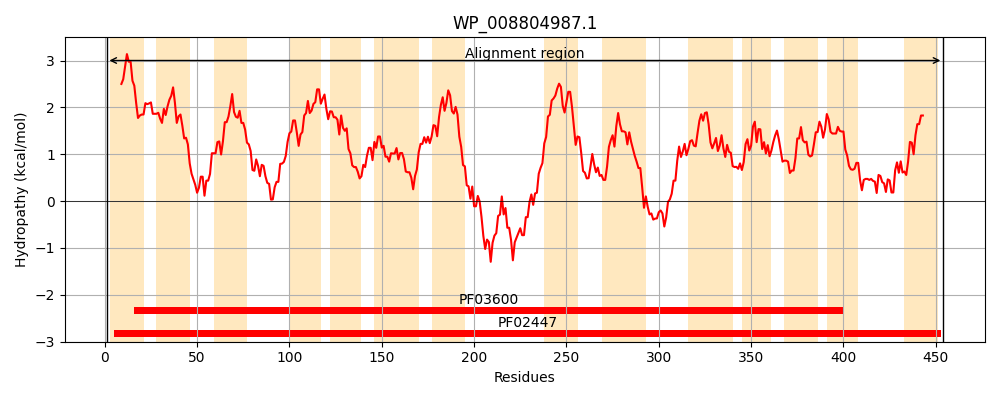 WP_008804987.1
Hydropathy (kcal/mol)
3
2
1
0
−1
−2
−3
Alignment region
PF03600
PF02447
0 50 100 150 200 250 300 350 400 450
Residues